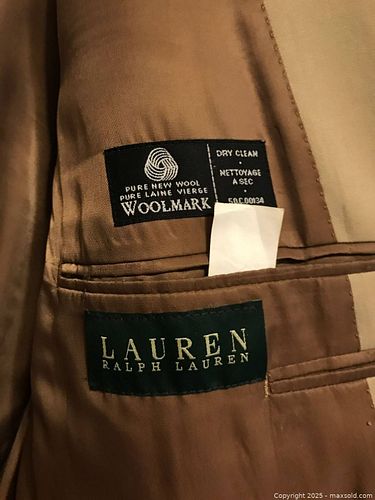 PURE NEW WOOL
PURE LAINE VIERGE
WOOLMARK
DRY CLEAN
•
NETTOYAGE
A SEC
•
LAUREN
RALPH LAUREN
Copyright 2025 - maxsold.com